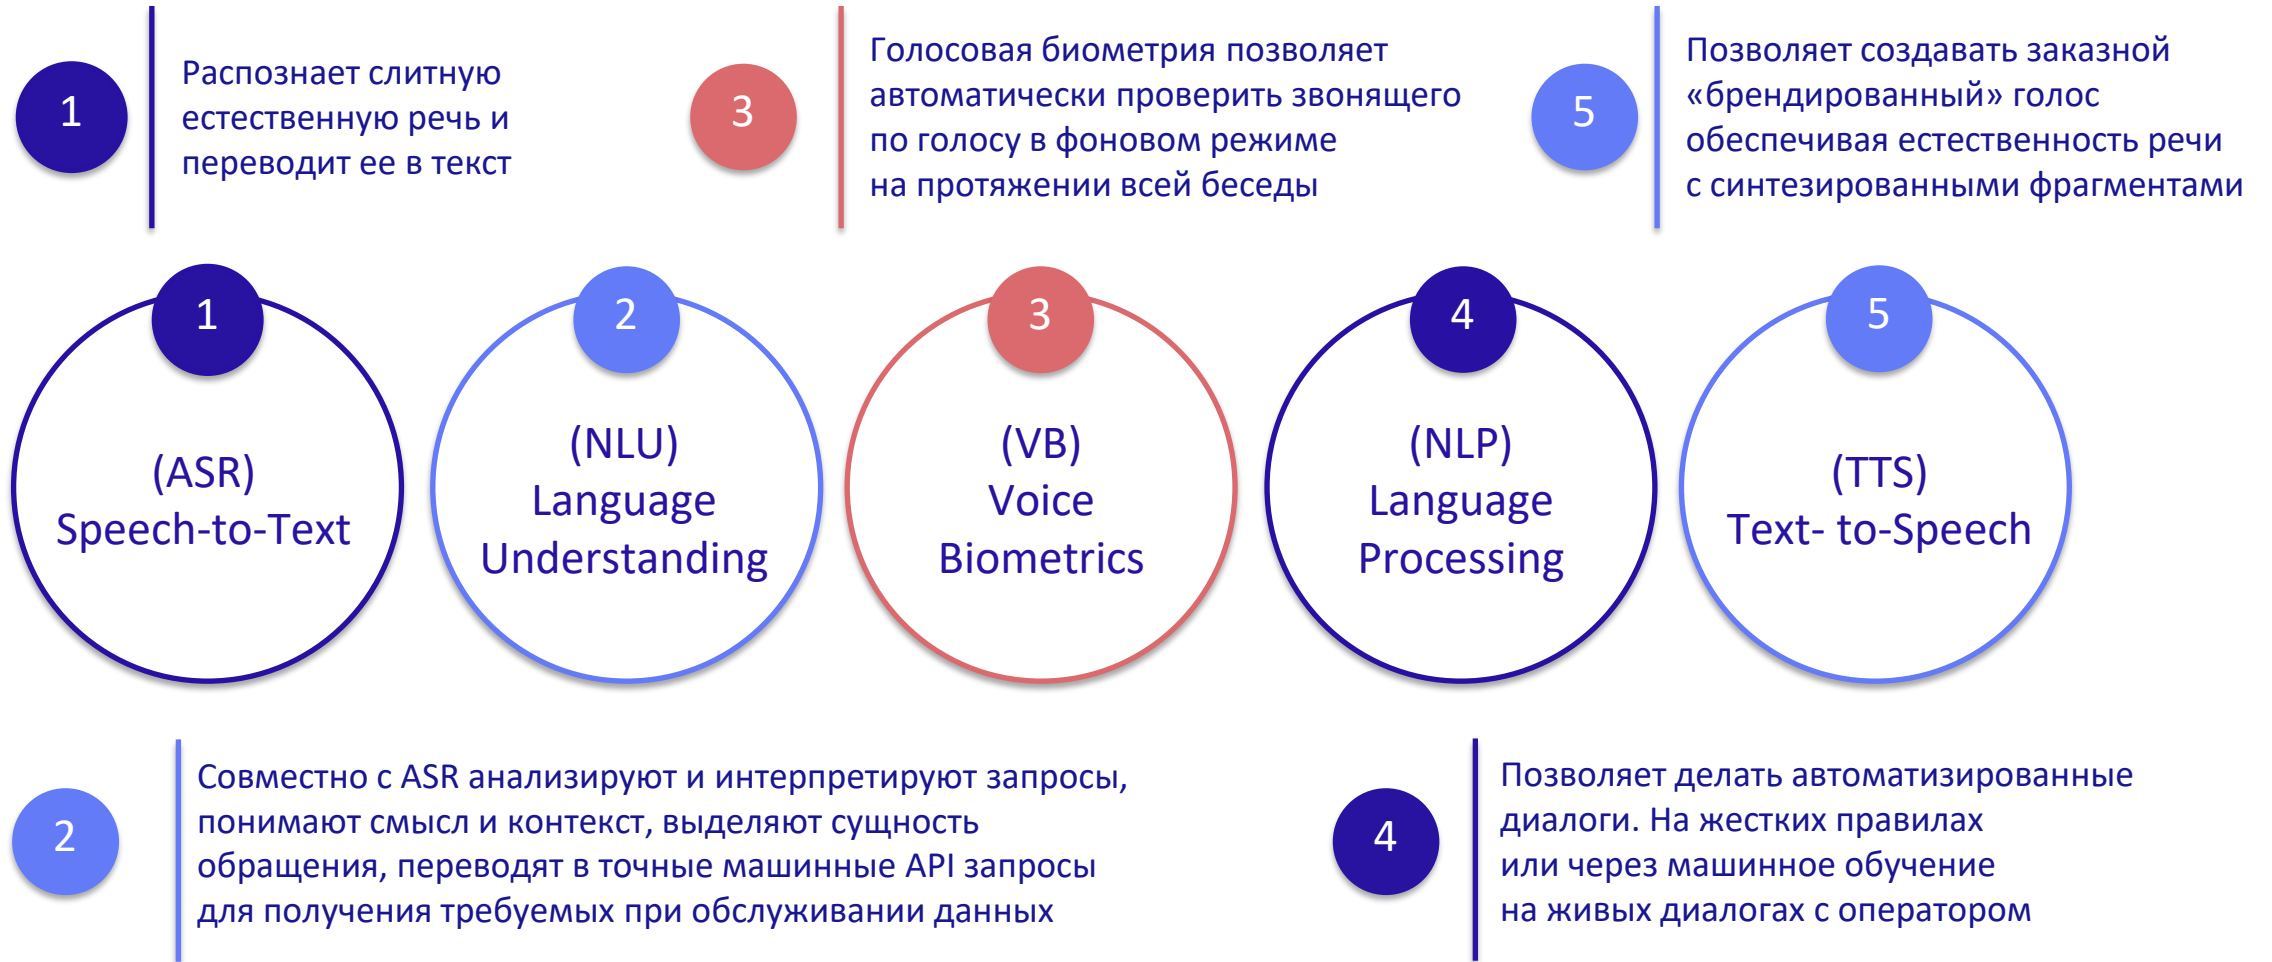 1
Распознает слитную
естественную речь и
переводит ее в текст
3
Голосовая биометрия позволяет
автоматически проверить звонящего
по голосу в фоновом режиме
на протяжении всей беседы
5
Позволяет создавать заказной
«брендированный» голос
обеспечивая естественность речи
с синтезированными фрагментами
1
(ASR)
Speech-to-Text
2
(NLU)
Language
Understanding
3
(VB)
Voice
Biometrics
4
(NLP)
Language
Processing
5
(TTS)
Text- to-Speech
2
Совместно с ASR анализируют и интерпретируют запросы,
понимают смысл и контекст, выделяют сущность
обращения, переводят в точные машинные API запросы
для получения требуемых при обслуживании данных
4
Позволяет делать автоматизированные
диалоги. На жестких правилах
или через машинное обучение
на живых диалогах с оператором